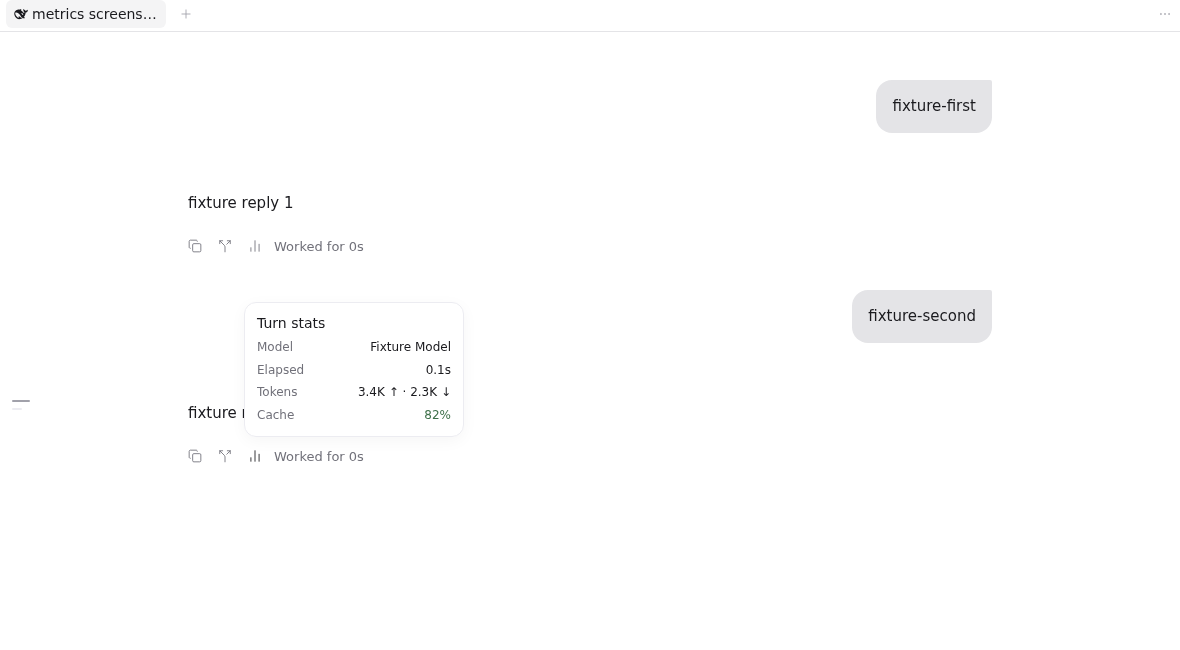 metrics screens…
fixture-first
fixture reply 1
Worked for 0s
fixture-second
Turn stats
Model Fixture Model
Elapsed 0.1s
Tokens 3.4K ↑ · 2.3K ↓
Cache 82%
fixture
Worked for 0s